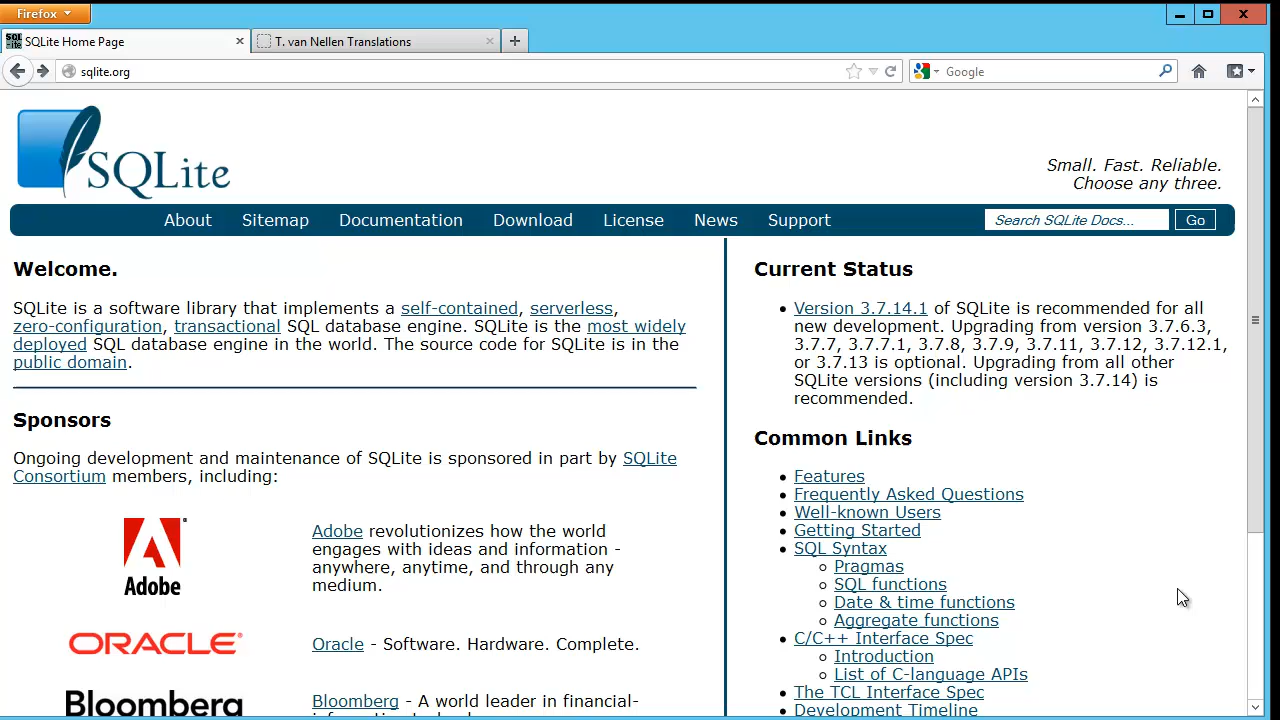 Firefox
SQLite Home Page
T. van Nellen Translations
sqlite.org
Google
SQLite
Small. Fast. Reliable.
Choose any three.
About Sitemap Documentation Download License News Support
Search SQLite Docs... Go
Welcome.
SQLite is a software library that implements a self-contained, serverless,
zero-configuration, transactional SQL database engine. SQLite is the most widely
deployed SQL database engine in the world. The source code for SQLite is in the
public domain.
Sponsors
Ongoing development and maintenance of SQLite is sponsored in part by SQLite
Consortium members, including:
Adobe
Adobe revolutionizes how the world
engages with ideas and information -
anywhere, anytime, and through any
medium.
ORACLE
Oracle - Software. Hardware. Complete.
Bloomberg
Bloomberg - A world leader in financial-
Current Status
• Version 3.7.14.1 of SQLite is recommended for all
new development. Upgrading from version 3.7.6.3,
3.7.7, 3.7.7.1, 3.7.8, 3.7.9, 3.7.11, 3.7.12, 3.7.12.1,
or 3.7.13 is optional. Upgrading from all other
SQLite versions (including version 3.7.14) is
recommended.
Common Links
• Features
• Frequently Asked Questions
• Well-known Users
• Getting Started
• SQL Syntax
◦ Pragmas
◦ SQL functions
◦ Date & time functions
◦ Aggregate functions
• C/C++ Interface Spec
◦ Introduction
◦ List of C-language APIs
• The TCL Interface Spec
• Development Timeline